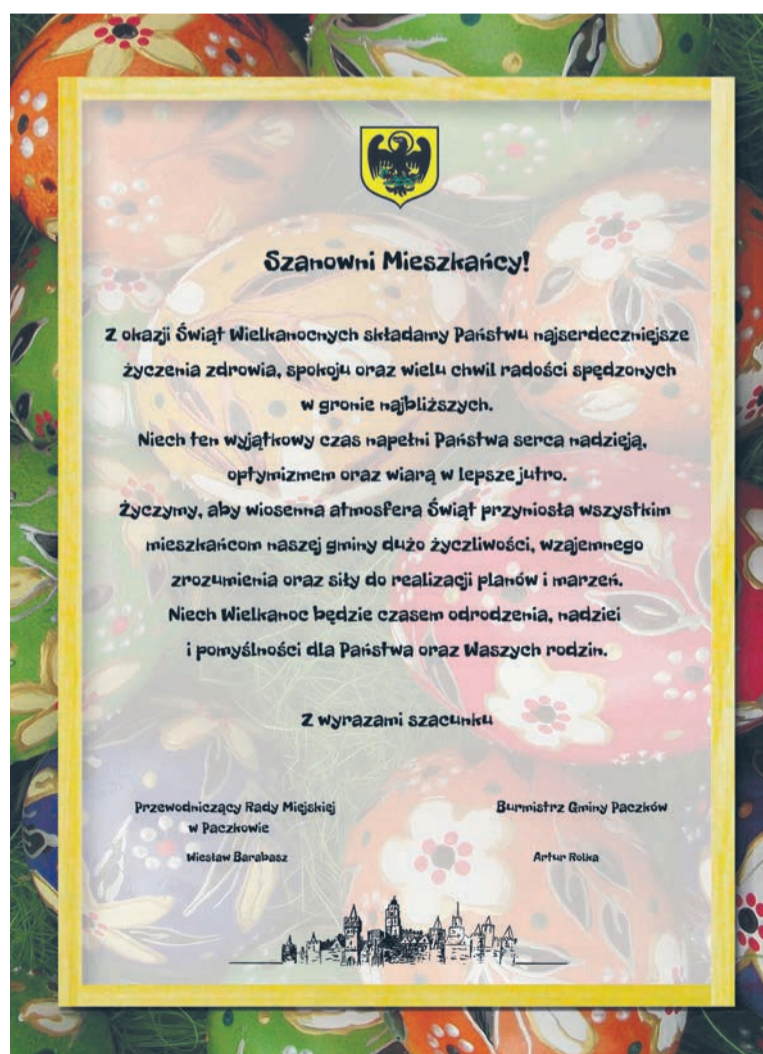 Szanowni Mieszkańcy!
Z okazji Świąt Wielkanocnych składamy Państwu najserdeczniejsze
życzenia zdrowia, spokoju oraz wielu chwil radości spędzonych
w gronie najbliższych.
Niech ten wyjątkowy czas napełni Państwa serca nadzieją,
optymizmem oraz wiarą w lepsze jutro.
Życzymy, aby wiosenna atmosfera Świąt przyniosła wszystkim
mieszkańcom naszej gminy dużo życzliwości, wzajemnego
zrozumienia oraz siły do realizacji planów i marzeń.
Niech Wielkanoc będzie czasem odrodzenia, nadziei
i pomyślności dla Państwa oraz Waszych rodzin.
Z wyrazami szacunku
Przewodniczący Rady Miejskiej
w Paczkowie
Wiesław Barabasz
Burmistrz Gminy Paczków
Artur Rolka